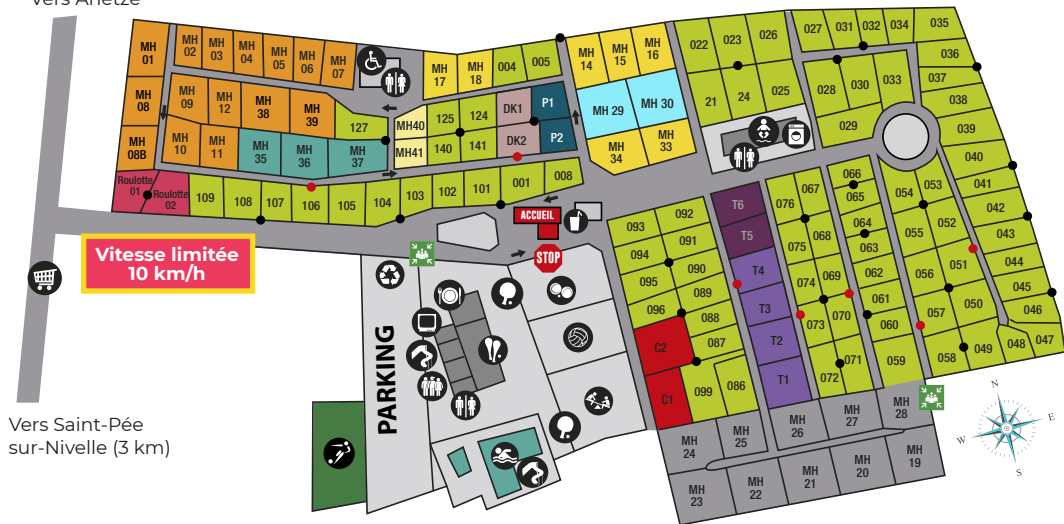 Vers Ahetze
MH 01
MH 02
MH 03
MH 04
MH 05
MH 06
MH 07
MH 17
MH 18
004
005
MH 14
MH 15
MH 16
022
023
026
027
031
032
034
035
036
MH 08
MH 09
MH 12
MH 38
MH 39
127
MH40
125
124
DK1
P1
MH 29
MH 30
21
24
025
028
030
033
037
038
MH 08B
MH 10
MH 11
MH 35
MH 36
MH 37
MH41
140
141
DK2
P2
MH 34
MH 33
029
039
040
Roulotte 01
Roulotte 02
109
108
107
106
105
104
103
102
101
001
008
ACCUEIL
STOP
Vitesse limitée
10 km/h
PARKING
093
092
094
091
095
090
096
089
088
087
C2
C1
099
086
T6
T5
T4
T3
T2
T1
076
067
075
068
074
069
073
070
072
071
066
065
064
063
062
061
060
059
054
053
055
052
056
051
057
050
058
049
048
047
041
042
043
044
045
046
MH 24
MH 25
MH 26
MH 27
MH 28
MH 23
MH 22
MH 21
MH 20
MH 19
N
E
S
W
Vers Saint-Pée
sur-Nivelle (3 km)